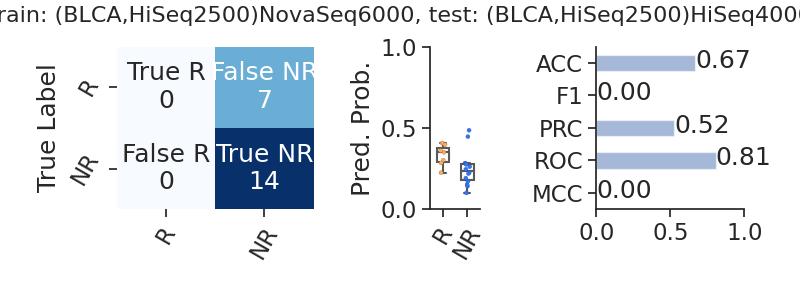 rain: (BLCA,HiSeq2500)NovaSeq6000, test: (BLCA,HiSeq2500)HiSeq400
True Label
R
NR
True R
0
False NR
7
False R
0
True NR
14
R
NR
Pred. Prob.
1.0
0.5
0.0
R
NR
ACC
F1
PRC
ROC
MCC
0.67
0.00
0.52
0.81
0.00
0.0
0.5
1.0